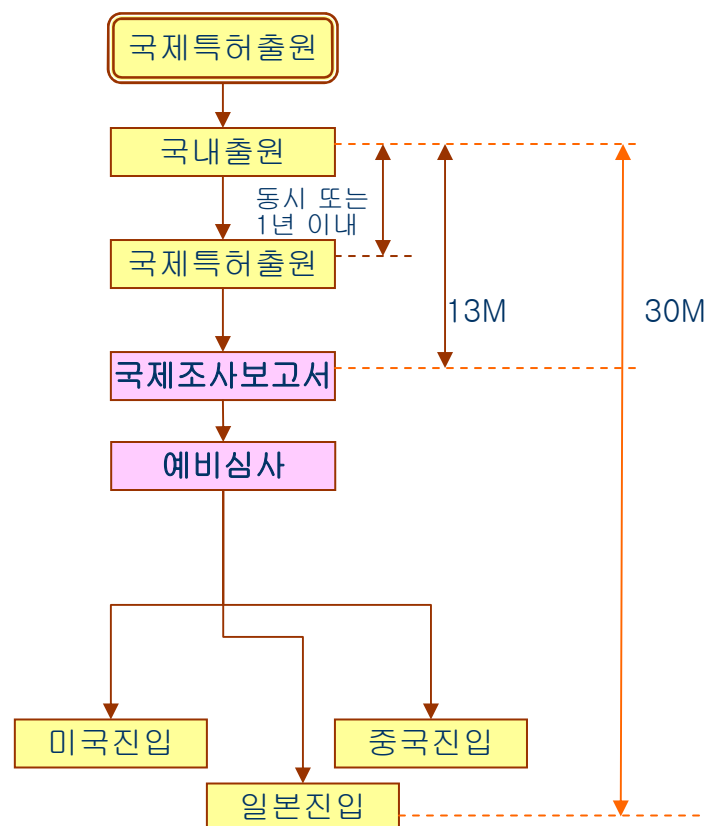 국제특허출원
국내출원
동시 또는
1년 이내
국제특허출원
13M
30M
국제조사보고서
예비심사
미국진입
중국진입
일본진입